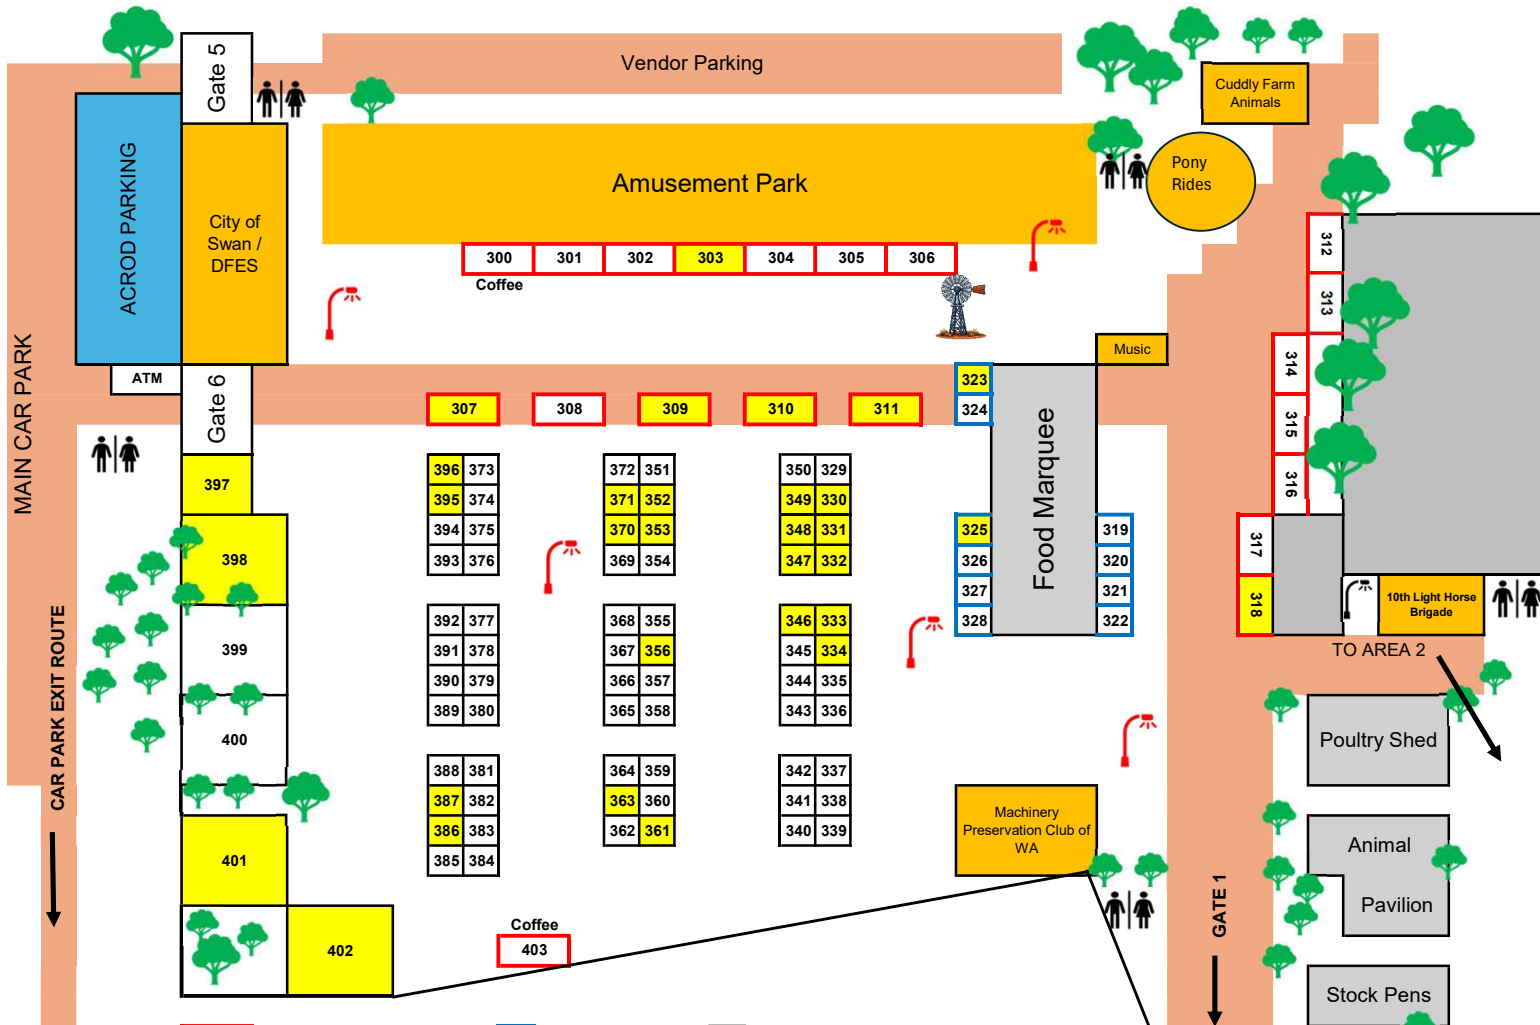 Gate 5
Vendor Parking
Cuddly Farm
Animals
ACROD PARKING
City of
Swan /
DFES
Amusement Park
Pony
Rides
300 301 302 303 304 305 306
Coffee
312
313
314
315
316
317
318
MAIN CAR PARK
ATM
Gate 6
Music
307 308 309 310 311
323
324
Food Marquee
325 319
326 320
327 321
328 322
397
398
399
400
401
402
396 373 372 351 350 329
395 374 371 352 349 330
394 375 370 353 348 331
393 376 369 354 347 332
392 377 368 355 346 333
391 378 367 356 345 334
390 379 366 357 344 335
389 380 365 358 343 336
388 381 364 359 342 337
387 382 363 360 341 338
386 383 362 361 340 339
385 384
10th Light Horse
Brigade
TO AREA 2
CAR PARK EXIT ROUTE
Poultry Shed
Machinery
Preservation Club of
WA
Animal
Pavilion
GATE 1
Coffee
403
Stock Pens